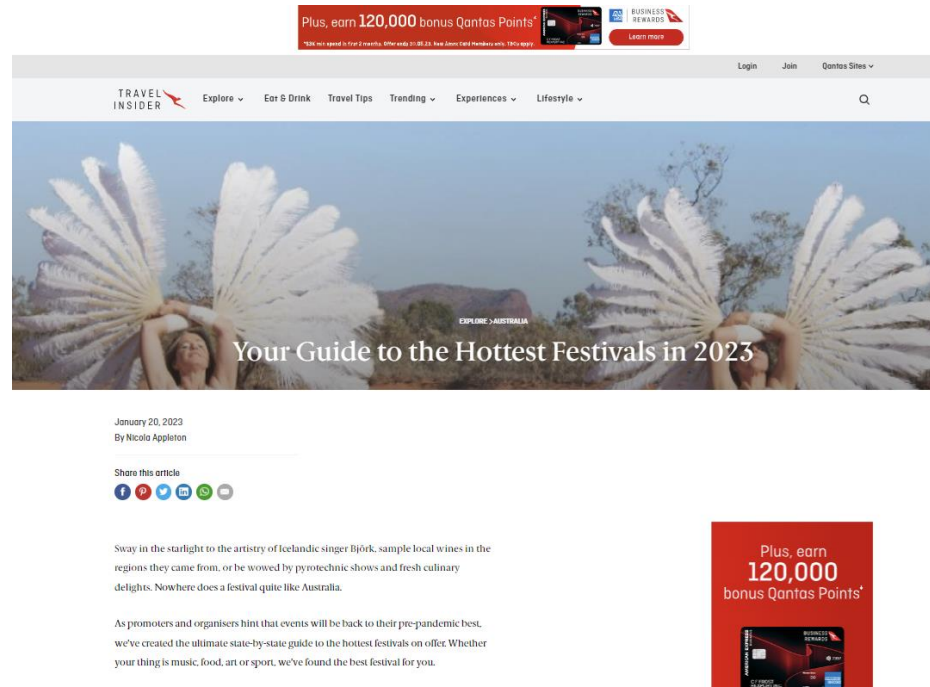 Plus, earn 120,000 bonus Qantas Points
BUSINESS
REWARDS
Learn more
Login Join Qantas Sites
TRAVEL
INSIDER
Explore Eat & Drink Travel Tips Trending Experiences Lifestyle
EXPLORE > AUSTRALIA
Your Guide to the Hottest Festivals in 2023
January 20, 2023
By Nicola Appleton
Share this article
Sway in the starlight to the artistry of Icelandic singer Björk, sample local wines in the
regions they came from, or be wowed by pyrotechnic shows and fresh culinary
delights. Nowhere does a festival quite like Australia.
As promoters and organisers hint that events will be back to their pre-pandemic best,
we've created the ultimate state-by-state guide to the hottest festivals on offer. Whether
your thing is music, food, art or sport, we've found the best festival for you.
Plus, earn
120,000
bonus Qantas Points
BUSINESS
REWARDS
AMERICAN EXPRESS
C F FROST